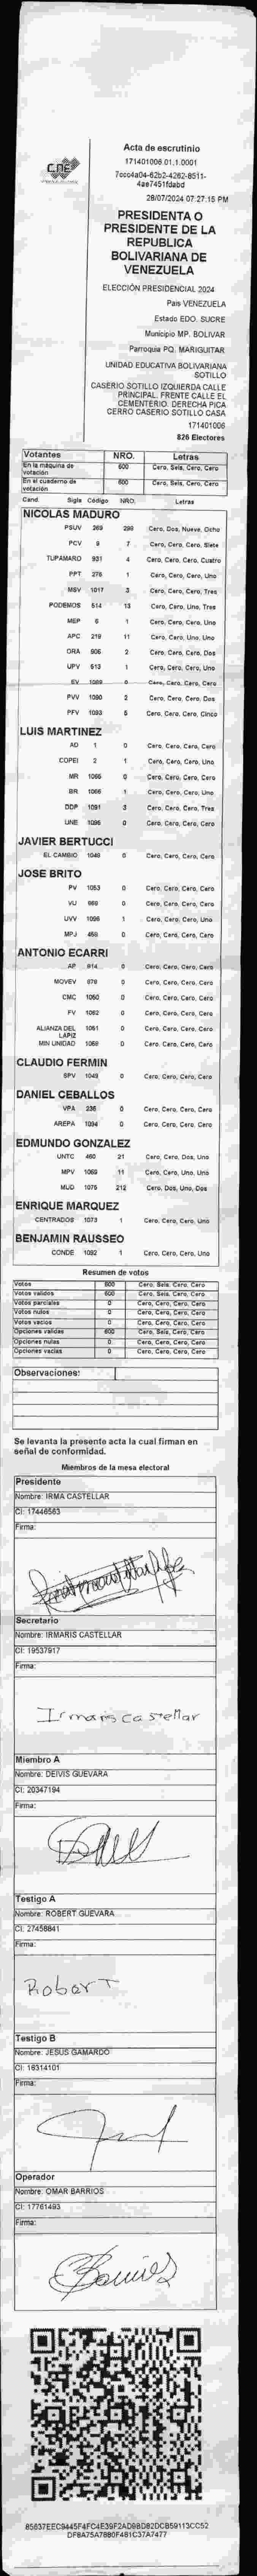 CNE
Acta de escrutinio
171401006.01.1.0001
7ccc4a04-62b2-4262-8511-
4ae7451fdabd
28/07/2024 07:27:15 PM
PRESIDENTA O
PRESIDENTE DE LA
REPUBLICA
BOLIVARIANA DE
VENEZUELA
ELECCIÓN PRESIDENCIAL 2024
País VENEZUELA
Estado EDO. SUCRE
Municipio MP. BOLIVAR
Parroquia PQ. MARIGUITAR
UNIDAD EDUCATIVA BOLIVARIANA
SOTILLO
CASERIO SOTILLO IZQUIERDA CALLE
PRINCIPAL. FRENTE CALLE EL
CEMENTERIO. DERECHA PICA
CERRO CASERIO SOTILLO CASA
171401006
826 Electores
Votantes NRO. Letras
En la máquina de votación 600 Cero, Seis, Cero, Cero
En el cuaderno de votación 600 Cero, Seis, Cero, Cero
Cand. Sigla Código NRO. Letras
NICOLAS MADURO
PSUV 269 298 Cero, Dos, Nueve, Ocho
PCV 9 7 Cero, Cero, Cero, Siete
TUPAMARO 931 4 Cero, Cero, Cero, Cuatro
PPT 276 1 Cero, Cero, Cero, Uno
MSV 1017 3 Cero, Cero, Cero, Tres
PODEMOS 514 13 Cero, Cero, Uno, Tres
MEP 6 1 Cero, Cero, Cero, Uno
APC 219 11 Cero, Cero, Uno, Uno
ORA 906 2 Cero, Cero, Cero, Dos
UPV 513 1 Cero, Cero, Cero, Uno
EV 1089 0 Cero, Cero, Cero, Cero
PVV 1090 2 Cero, Cero, Cero, Dos
PFV 1093 5 Cero, Cero, Cero, Cinco
LUIS MARTINEZ
AD 1 0 Cero, Cero, Cero, Cero
COPEI 2 1 Cero, Cero, Cero, Uno
MR 1065 0 Cero, Cero, Cero, Cero
BR 1066 1 Cero, Cero, Cero, Uno
DDP 1091 3 Cero, Cero, Cero, Tres
UNE 1095 0 Cero, Cero, Cero, Cero
JAVIER BERTUCCI
EL CAMBIO 1048 0 Cero, Cero, Cero, Cero
JOSE BRITO
PV 1053 0 Cero, Cero, Cero, Cero
VU 969 0 Cero, Cero, Cero, Cero
UVV 1096 1 Cero, Cero, Cero, Uno
MPJ 458 0 Cero, Cero, Cero, Cero
ANTONIO ECARRI
AP 914 0 Cero, Cero, Cero, Cero
MOVEV 979 0 Cero, Cero, Cero, Cero
CMC 1050 0 Cero, Cero, Cero, Cero
FV 1062 0 Cero, Cero, Cero, Cero
ALIANZA DEL LAPIZ 1051 0 Cero, Cero, Cero, Cero
MIN UNIDAD 1058 0 Cero, Cero, Cero, Cero
CLAUDIO FERMIN
SPV 1049 0 Cero, Cero, Cero, Cero
DANIEL CEBALLOS
VPA 236 0 Cero, Cero, Cero, Cero
AREPA 1094 0 Cero, Cero, Cero, Cero
EDMUNDO GONZALEZ
UNTC 460 21 Cero, Cero, Dos, Uno
MPV 1069 11 Cero, Cero, Uno, Uno
MUD 1075 212 Cero, Dos, Uno, Dos
ENRIQUE MARQUEZ
CENTRADOS 1073 1 Cero, Cero, Cero, Uno
BENJAMIN RAUSSEO
CONDE 1092 1 Cero, Cero, Cero, Uno
Resumen de votos
Votos 600 Cero, Seis, Cero, Cero
Votos validos 600 Cero, Seis, Cero, Cero
Votos parciales 0 Cero, Cero, Cero, Cero
Votos nulos 0 Cero, Cero, Cero, Cero
Votos vacios 0 Cero, Cero, Cero, Cero
Opciones validas 600 Cero, Seis, Cero, Cero
Opciones nulas 0 Cero, Cero, Cero, Cero
Opciones vacias 0 Cero, Cero, Cero, Cero
Observaciones:
Se levanta la presente acta la cual firman en
señal de conformidad.
Miembros de la mesa electoral
Presidente
Nombre: IRMA CASTELLAR
CI: 17446563
Firma:
Secretario
Nombre: IRMARIS CASTELLAR
CI: 19537917
Firma:
Irmaris Castellar
Miembro A
Nombre: DEIVIS GUEVARA
CI: 20347194
Firma:
Testigo A
Nombre: ROBERT GUEVARA
CI: 27458841
Firma:
Robert
Testigo B
Nombre: JESUS GAMARDO
CI: 16314101
Firma:
Operador
Nombre: OMAR BARRIOS
CI: 17761493
Firma:
Barrios